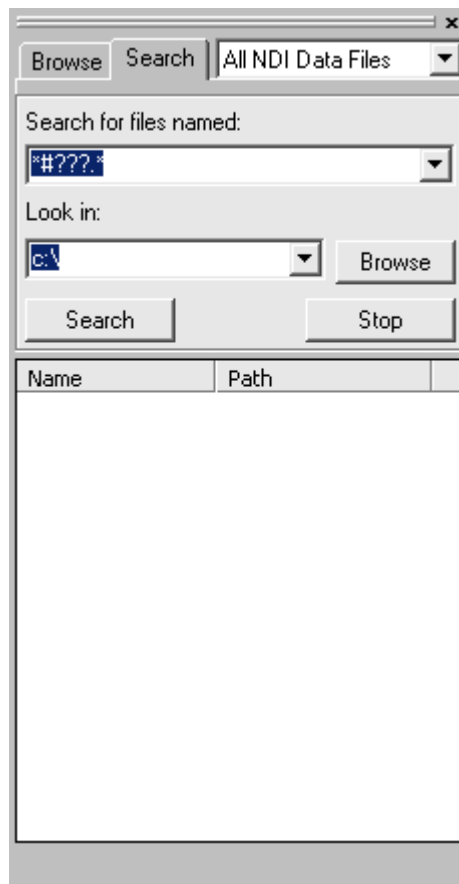 Browse Search All NDI Data Files
Search for files named:
*#???.*
Look in:
c:\ Browse
Search Stop
Name Path